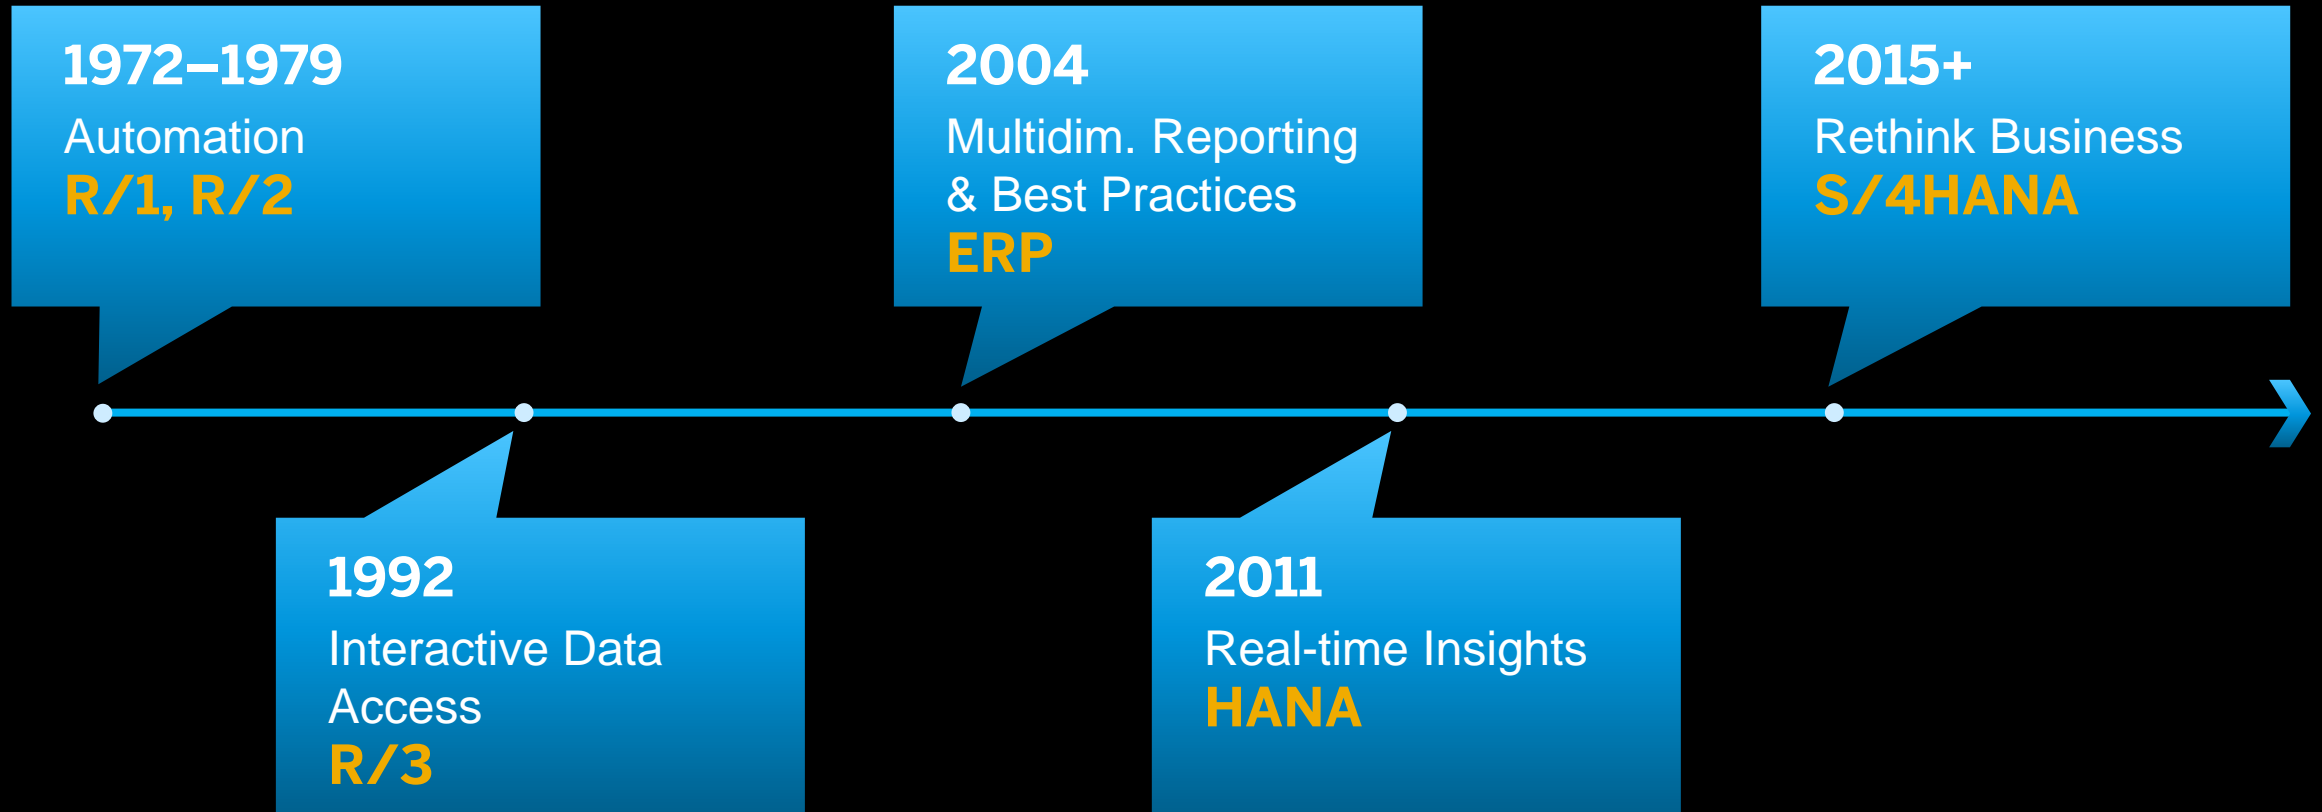 1972–1979
Automation
R/1, R/2
1992
Interactive Data
Access
R/3
2004
Multidim. Reporting
& Best Practices
ERP
2011
Real-time Insights
HANA
2015+
Rethink Business
S/4HANA